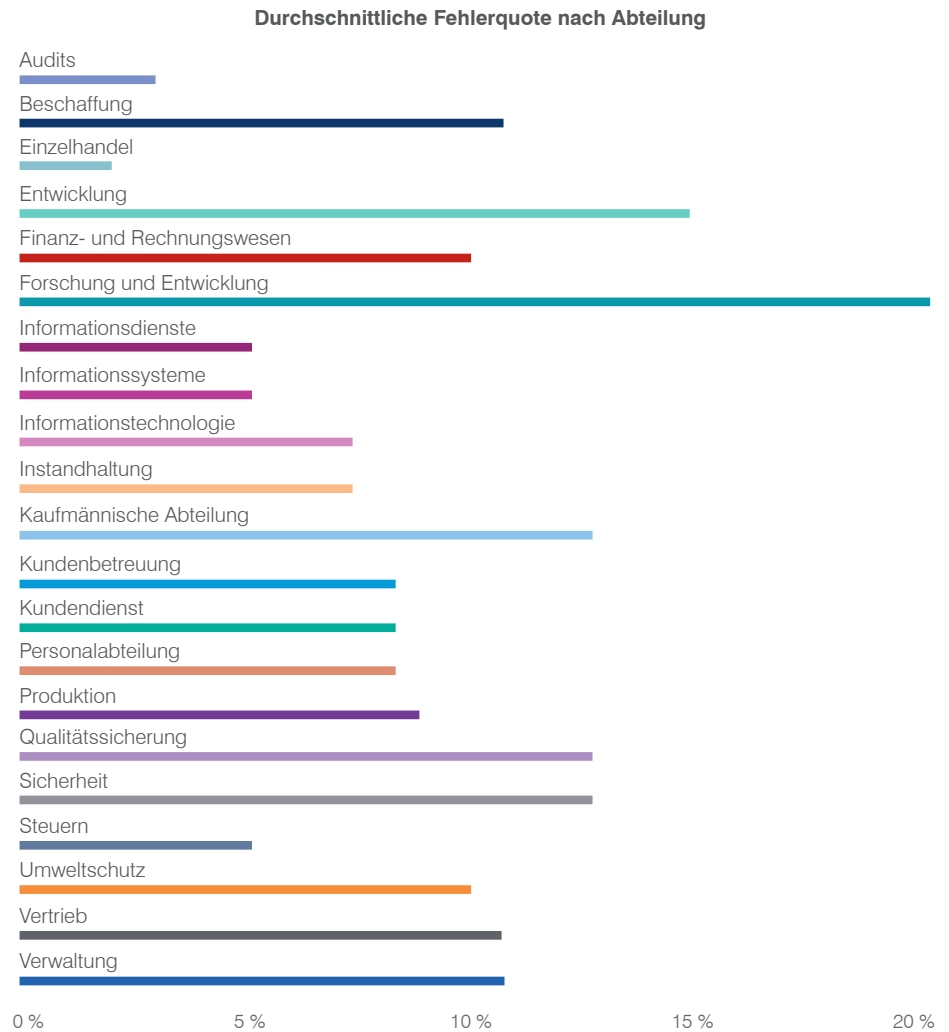 Durchschnittliche Fehlerquote nach Abteilung
Audits
Beschaffung
Einzelhandel
Entwicklung
Finanz- und Rechnungswesen
Forschung und Entwicklung
Informationsdienste
Informationssysteme
Informationstechnologie
Instandhaltung
Kaufmännische Abteilung
Kundenbetreuung
Kundendienst
Personalabteilung
Produktion
Qualitätssicherung
Sicherheit
Steuern
Umweltschutz
Vertrieb
Verwaltung
0 % 5 % 10 % 15 % 20 %